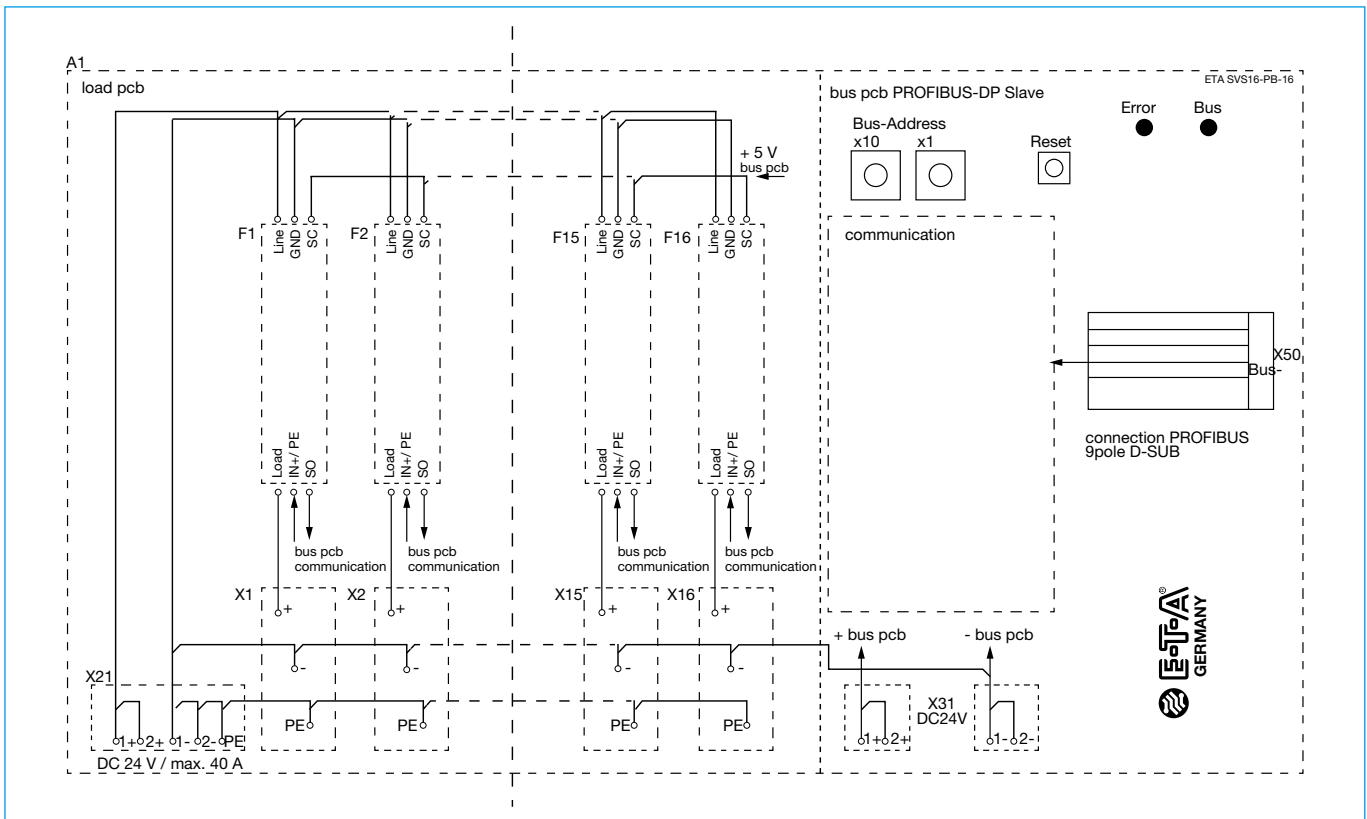 A1
load pcb
ETA SVS16-PB-16
bus pcb PROFIBUS-DP Slave
Error
Bus
Bus-Address
x10
x1
Reset
+ 5 V
bus pcb
F1
Line
GND
SC
F2
Line
GND
SC
F15
Line
GND
SC
F16
Line
GND
SC
communication
X50
Bus-
connection PROFIBUS
9pole D-SUB
Load
IN+/ PE
SO
Load
IN+/ PE
SO
Load
IN+/ PE
SO
Load
IN+/ PE
SO
bus pcb
communication
bus pcb
communication
bus pcb
communication
bus pcb
communication
X1
+
-
PE
X2
+
-
PE
X15
+
-
PE
X16
+
-
PE
+ bus pcb
- bus pcb
X21
1+
2+
1-
2-
PE
DC 24 V / max. 40 A
X31
DC24V
1+
2+
1-
2-
E·T·A
GERMANY